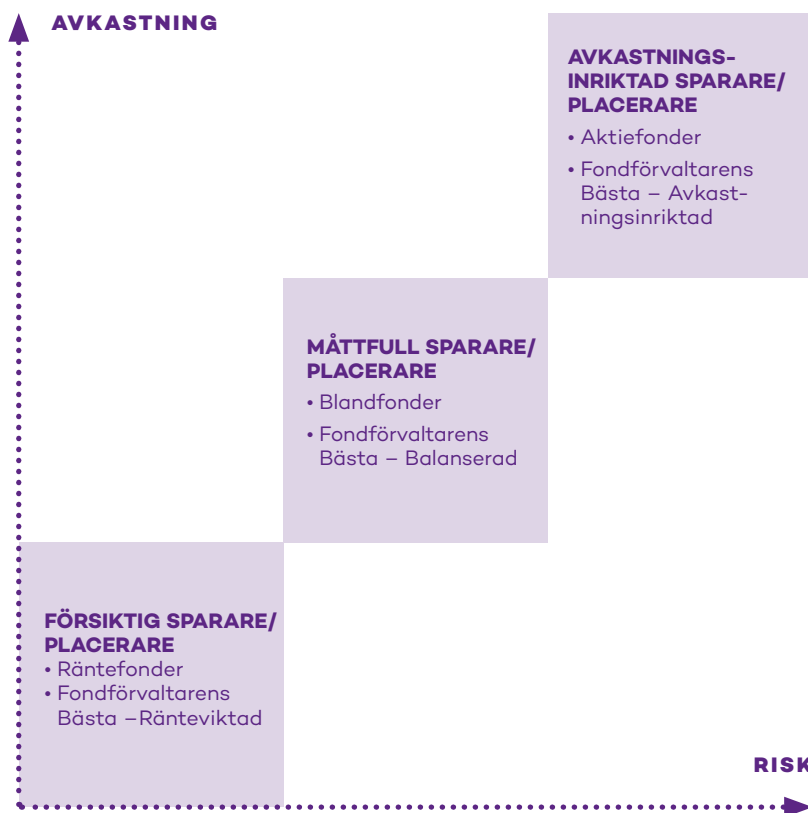 AVKASTNING
AVKASTNINGS-
INRIKTAD SPARARE/
PLACERARE
• Aktiefonder
• Fondförvaltarens
Bästa – Avkast-
ningsinriktad
MÅTTFULL SPARARE/
PLACERARE
• Blandfonder
• Fondförvaltarens
Bästa – Balanserad
FÖRSIKTIG SPARARE/
PLACERARE
• Räntefonder
• Fondförvaltarens
Bästa –Ränteviktad
RISK